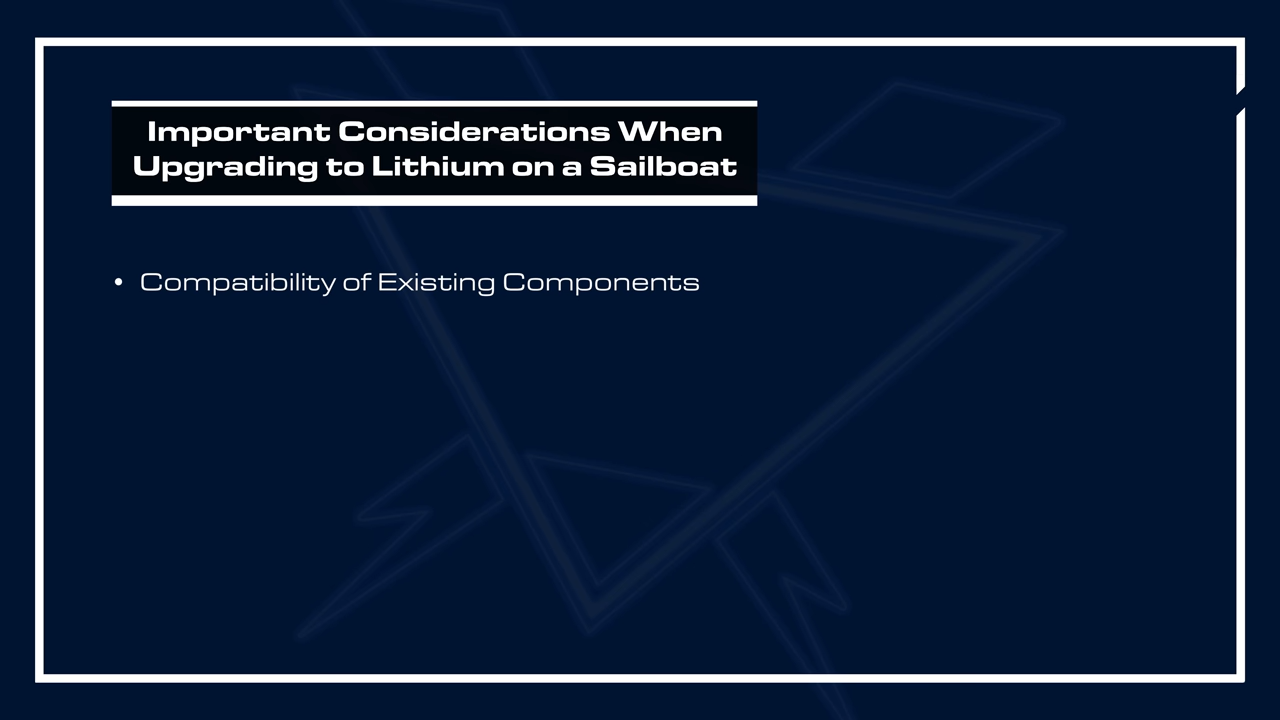 Important Considerations When
Upgrading to Lithium on a Sailboat
• Compatibility of Existing Components